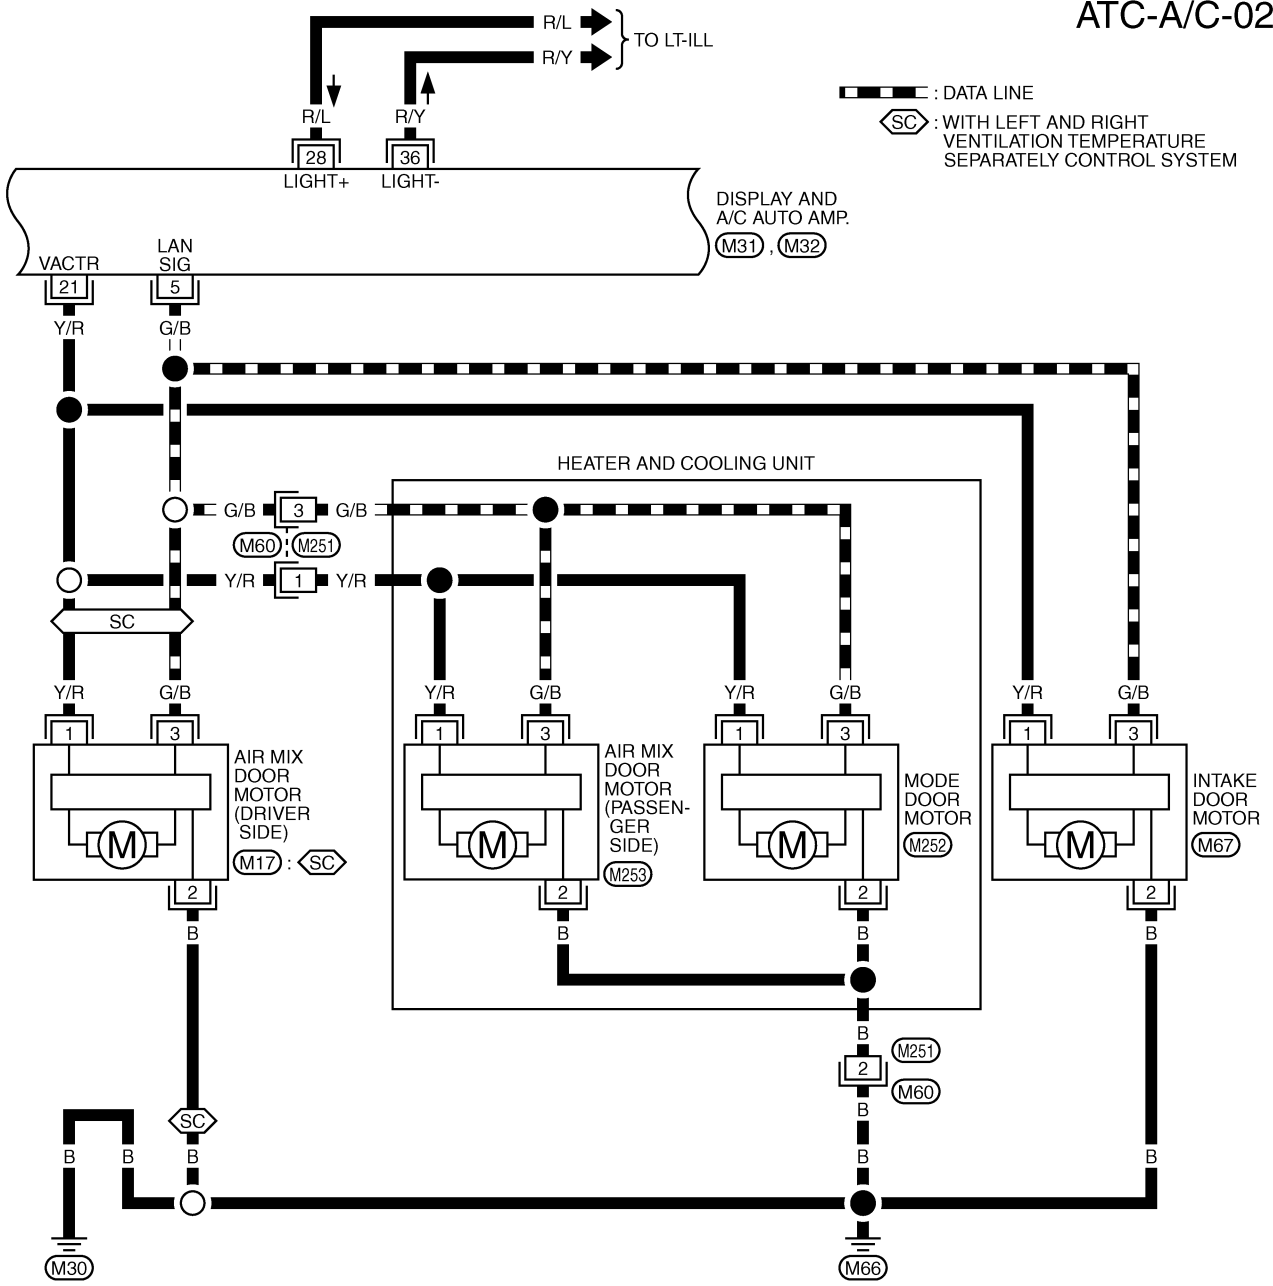 ATC-A/C-02
R/L
R/Y
TO LT-ILL
: DATA LINE
SC : WITH LEFT AND RIGHT
VENTILATION TEMPERATURE
SEPARATELY CONTROL SYSTEM
R/L
R/Y
28
36
LIGHT+
LIGHT-
DISPLAY AND
A/C AUTO AMP.
M31 , M32
VACTR
LAN
SIG
21
5
Y/R
G/B
HEATER AND COOLING UNIT
G/B
3
G/B
M60
M251
Y/R
1
Y/R
SC
Y/R
G/B
Y/R
G/B
Y/R
G/B
Y/R
G/B
1
3
1
3
1
3
1
3
AIR MIX
DOOR
MOTOR
(DRIVER
SIDE)
M17 : SC
AIR MIX
DOOR
MOTOR
(PASSEN-
GER
SIDE)
M253
MODE
DOOR
MOTOR
M252
INTAKE
DOOR
MOTOR
M67
M
M
M
M
2
2
2
2
B
B
B
B
B
M251
2
M60
B
SC
B
B
B
B
B
M30
M66